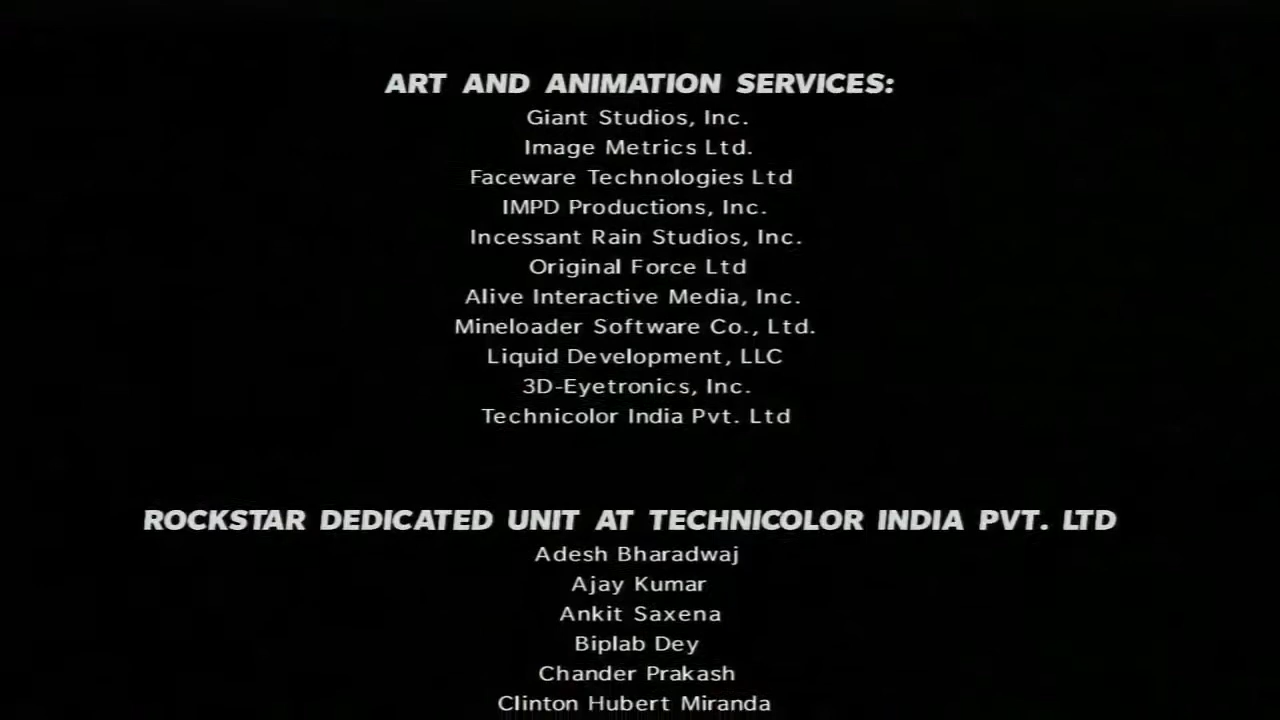 ART AND ANIMATION SERVICES:
Giant Studios, Inc.
Image Metrics Ltd.
Faceware Technologies Ltd
IMPD Productions, Inc.
Incessant Rain Studios, Inc.
Original Force Ltd
Alive Interactive Media, Inc.
Mineloader Software Co., Ltd.
Liquid Development, LLC
3D-Eyetronics, Inc.
Technicolor India Pvt. Ltd
ROCKSTAR DEDICATED UNIT AT TECHNICOLOR INDIA PVT. LTD
Adesh Bharadwaj
Ajay Kumar
Ankit Saxena
Biplab Dey
Chander Prakash
Clinton Hubert Miranda